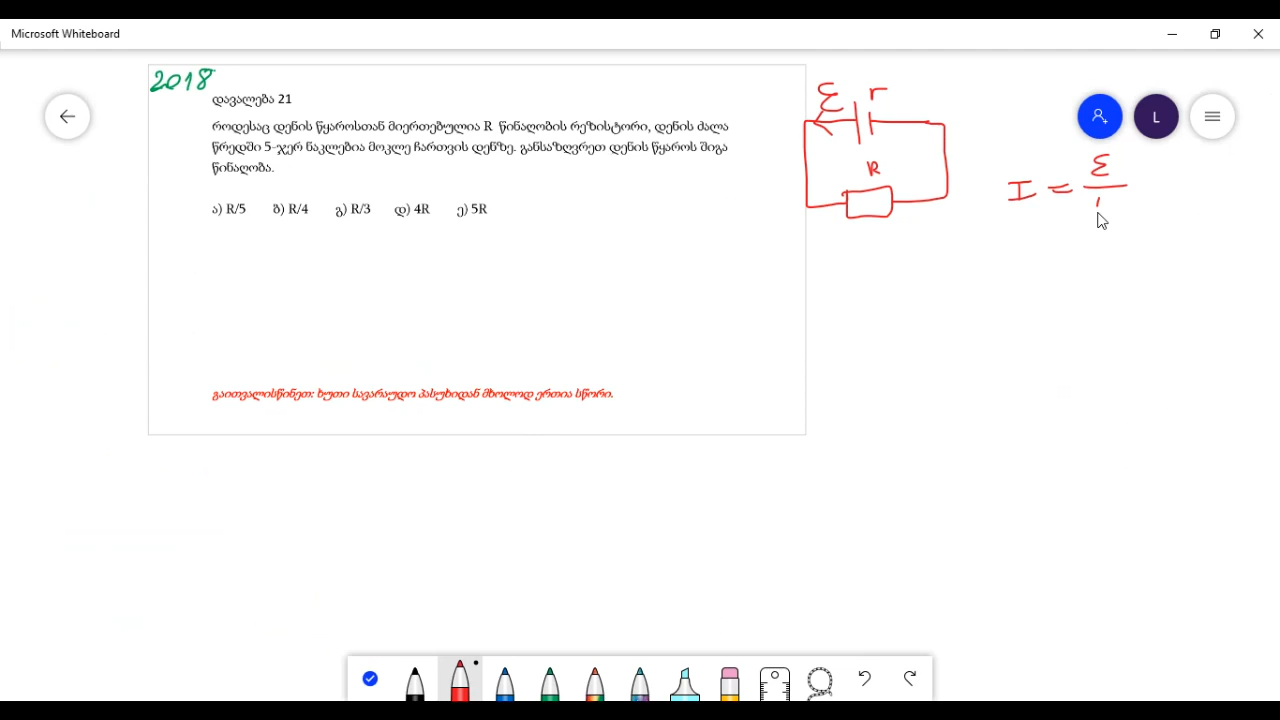 Microsoft Whiteboard
2018
დავალება 21
როდესაც დენის წყაროსთან მიერთებულია R წინაღობის რეზისტორი, დენის ძალა
წრედში 5-ჯერ ნაკლებია მოკლე ჩართვის დენზე. განსაზღვრეთ დენის წყაროს შიგა
წინაღობა.
ა) R/5 ბ) R/4 გ) R/3 დ) 4R ე) 5R
გაითვალისწინეთ: ხუთი სავარაუდო პასუხიდან მხოლოდ ერთია სწორი.
Ɛ r
R
I = Ɛ
L